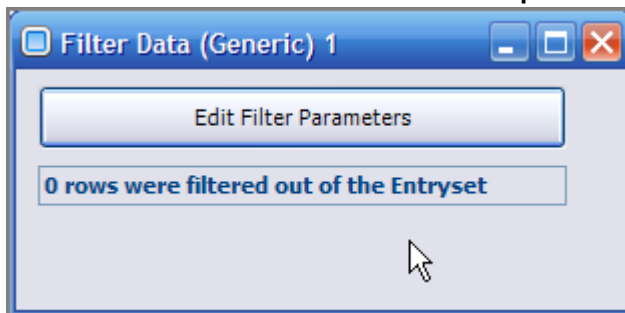 Filter Data (Generic) 1
Edit Filter Parameters
0 rows were filtered out of the Entryset